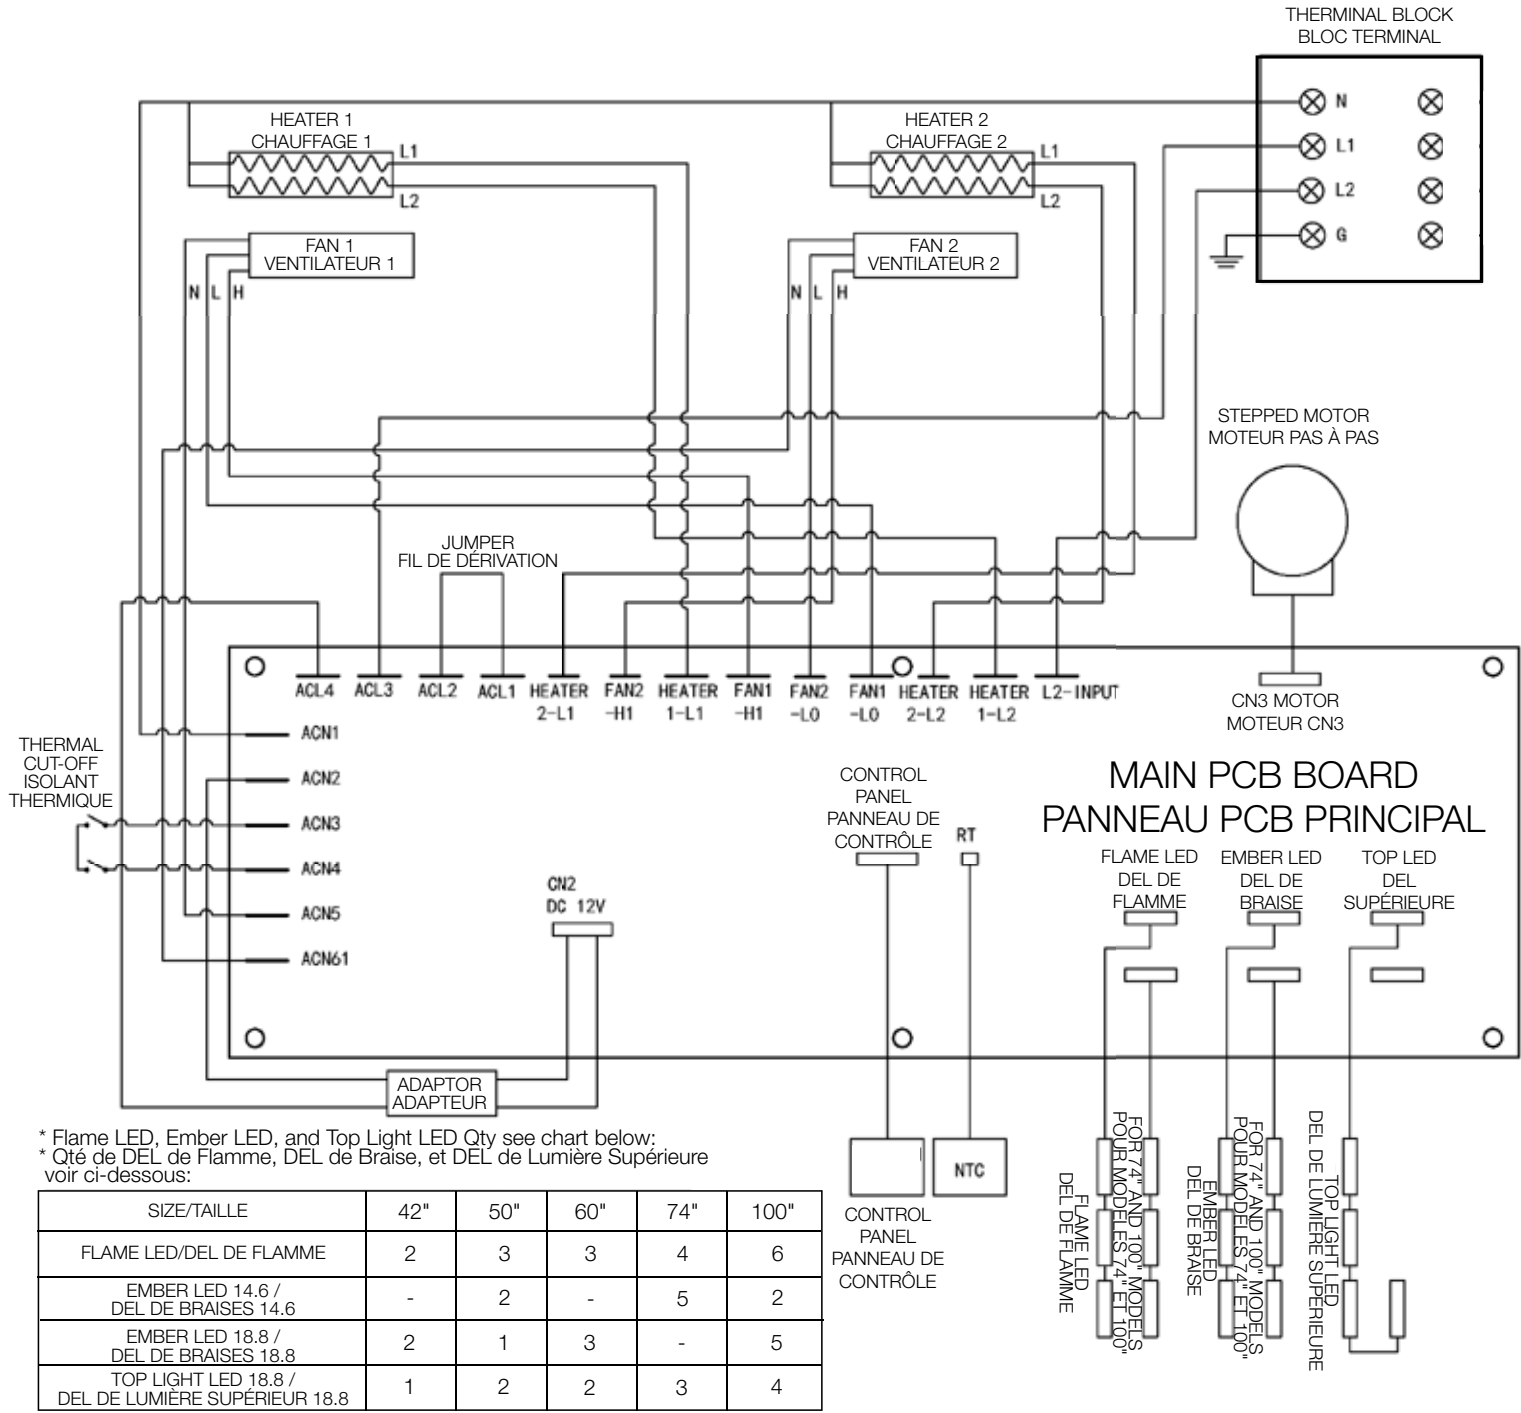 THERMINAL BLOCK
BLOC TERMINAL
N
L1
L2
G
HEATER 1
CHAUFFAGE 1
L1
L2
HEATER 2
CHAUFFAGE 2
L1
L2
FAN 1
VENTILATEUR 1
N L H
FAN 2
VENTILATEUR 2
N L H
STEPPED MOTOR
MOTEUR PAS À PAS
JUMPER
FIL DE DÉRIVATION
ACL4
ACL3
ACL2
ACL1
HEATER
2-L1
FAN2
-H1
HEATER
1-L1
FAN1
-H1
FAN2
-L0
FAN1
-L0
HEATER
2-L2
HEATER
1-L2
L2-INPUT
CN3 MOTOR
MOTEUR CN3
THERMAL
CUT-OFF
ISOLANT
THERMIQUE
ACN1
ACN2
ACN3
ACN4
ACN5
ACN61
MAIN PCB BOARD
PANNEAU PCB PRINCIPAL
CONTROL
PANEL
PANNEAU DE
CONTRÔLE
RT
CN2
DC 12V
FLAME LED
DEL DE
FLAMME
EMBER LED
DEL DE
BRAISE
TOP LED
DEL
SUPÉRIEURE
ADAPTOR
ADAPTEUR
NTC
CONTROL
PANEL
PANNEAU DE
CONTRÔLE
FLAME LED
DEL DE FLAMME
FOR 74" AND 100" MODELS
POUR MODELES 74" ET 100"
EMBER LED
DEL DE BRAISE
FOR 74" AND 100" MODELS
POUR MODELES 74" ET 100"
TOP LIGHT LED
DEL DE LUMIÈRE SUPÉRIEURE
* Flame LED, Ember LED, and Top Light LED Qty see chart below:
* Qté de DEL de Flamme, DEL de Braise, et DEL de Lumière Supérieure
voir ci-dessous:
SIZE/TAILLE 42" 50" 60" 74" 100"
FLAME LED/DEL DE FLAMME 2 3 3 4 6
EMBER LED 14.6 /
DEL DE BRAISES 14.6 - 2 - 5 2
EMBER LED 18.8 /
DEL DE BRAISES 18.8 2 1 3 - 5
TOP LIGHT LED 18.8 /
DEL DE LUMIÈRE SUPÉRIEUR 18.8 1 2 2 3 4